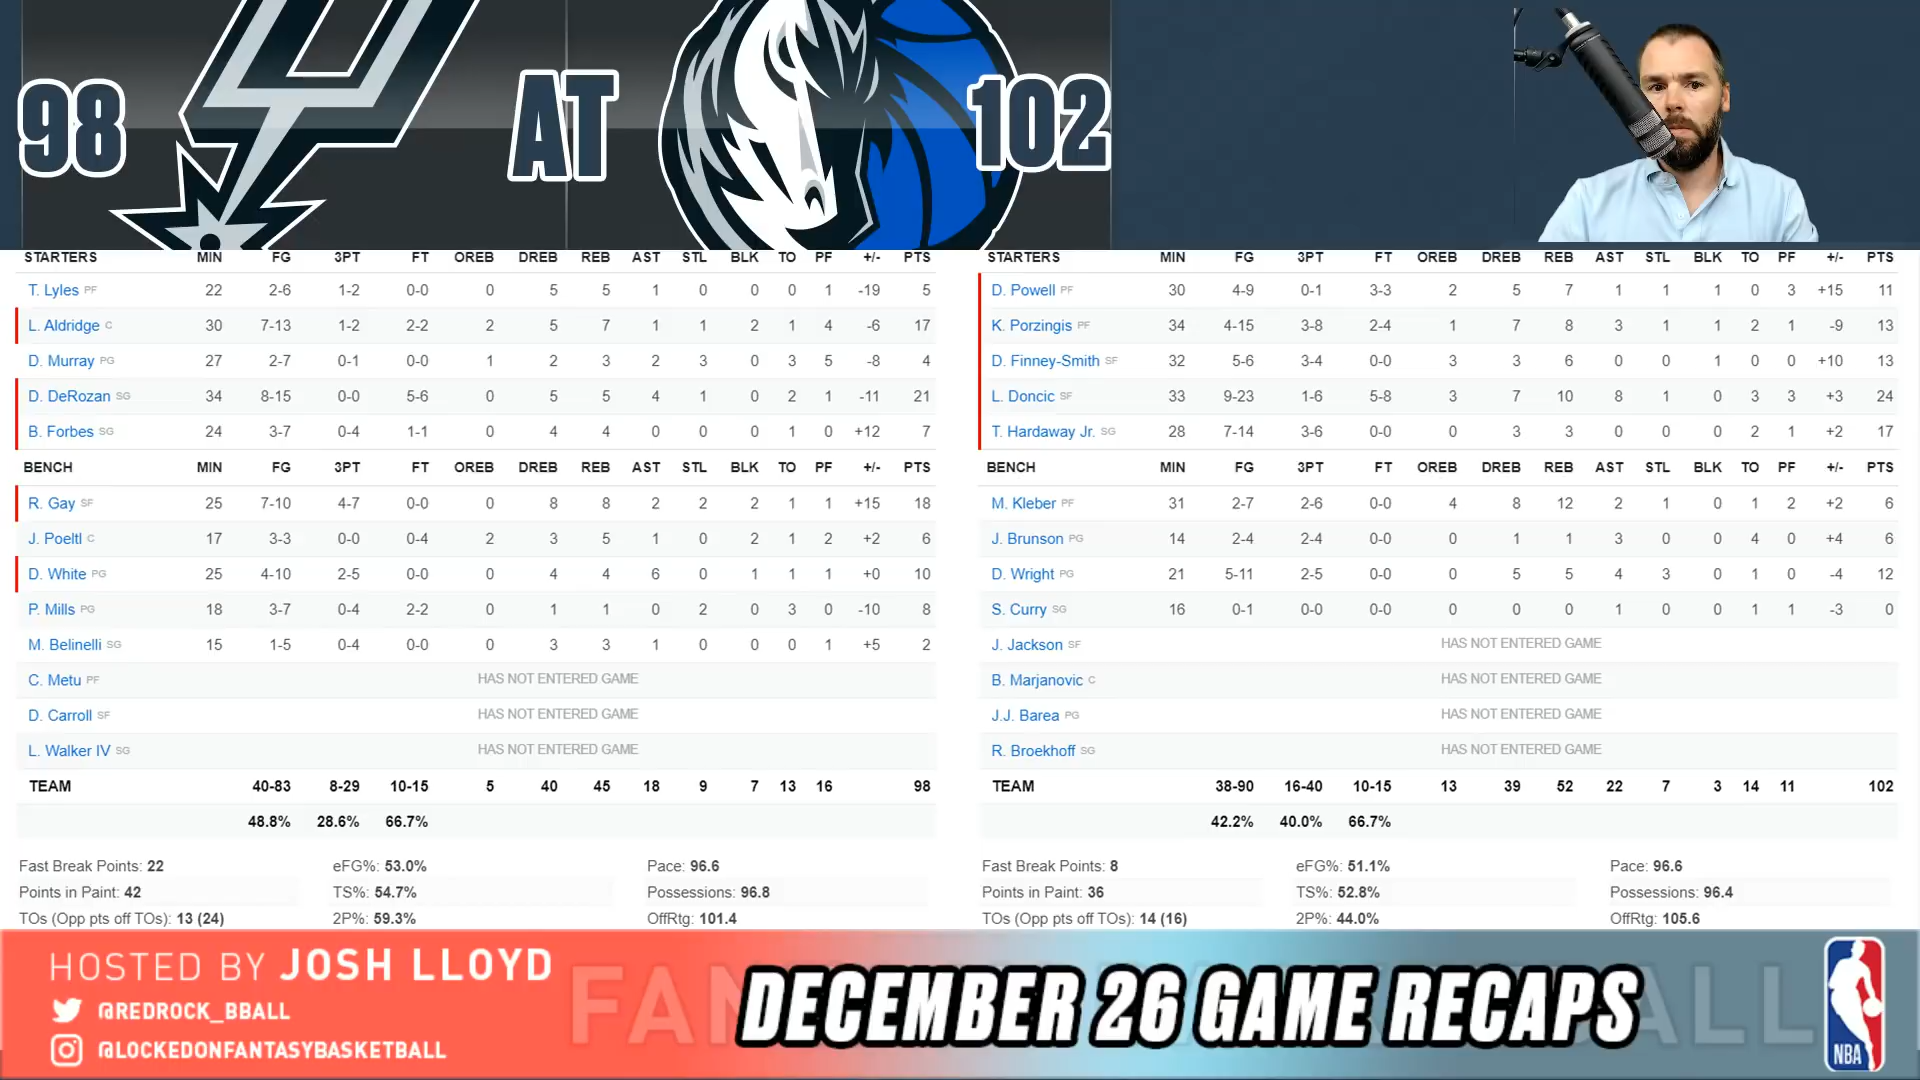 98
AT
102
STARTERS MIN FG 3PT FT OREB DREB REB AST STL BLK TO PF +/- PTS
T. Lyles PF 22 2-6 1-2 0-0 0 5 5 1 0 0 0 1 -19 5
L. Aldridge C 30 7-13 1-2 2-2 2 5 7 1 1 2 1 4 -6 17
D. Murray PG 27 2-7 0-1 0-0 1 2 3 2 3 0 3 5 -8 4
D. DeRozan SG 34 8-15 0-0 5-6 0 5 5 4 1 0 2 1 -11 21
B. Forbes SG 24 3-7 0-4 1-1 0 4 4 0 0 0 1 0 +12 7
BENCH MIN FG 3PT FT OREB DREB REB AST STL BLK TO PF +/- PTS
R. Gay SF 25 7-10 4-7 0-0 0 8 8 2 2 2 1 1 +15 18
J. Poeltl C 17 3-3 0-0 0-4 2 3 5 1 0 2 1 2 +2 6
D. White PG 25 4-10 2-5 0-0 0 4 4 6 0 1 1 1 +0 10
P. Mills PG 18 3-7 0-4 2-2 0 1 1 0 2 0 3 0 -10 8
M. Belinelli SG 15 1-5 0-4 0-0 0 3 3 1 0 0 0 1 +5 2
C. Metu PF HAS NOT ENTERED GAME
D. Carroll SF HAS NOT ENTERED GAME
L. Walker IV SG HAS NOT ENTERED GAME
TEAM 40-83 8-29 10-15 5 40 45 18 9 7 13 16 98
48.8% 28.6% 66.7%
Fast Break Points: 22 eFG%: 53.0% Pace: 96.6
Points in Paint: 42 TS%: 54.7% Possessions: 96.8
TOs (Opp pts off TOs): 13 (24) 2P%: 59.3% OffRtg: 101.4
STARTERS MIN FG 3PT FT OREB DREB REB AST STL BLK TO PF +/- PTS
D. Powell PF 30 4-9 0-1 3-3 2 5 7 1 1 1 0 3 +15 11
K. Porzingis PF 34 4-15 3-8 2-4 1 7 8 3 1 1 2 1 -9 13
D. Finney-Smith SF 32 5-6 3-4 0-0 3 3 6 0 0 1 0 0 +10 13
L. Doncic SF 33 9-23 1-6 5-8 3 7 10 8 1 0 3 3 +3 24
T. Hardaway Jr. SG 28 7-14 3-6 0-0 0 3 3 0 0 0 2 1 +2 17
BENCH MIN FG 3PT FT OREB DREB REB AST STL BLK TO PF +/- PTS
M. Kleber PF 31 2-7 2-6 0-0 4 8 12 2 1 0 1 2 +2 6
J. Brunson PG 14 2-4 2-4 0-0 0 1 1 3 0 0 4 0 +4 6
D. Wright PG 21 5-11 2-5 0-0 0 5 5 4 3 0 1 0 -4 12
S. Curry SG 16 0-1 0-0 0-0 0 0 0 1 0 0 1 1 -3 0
J. Jackson SF HAS NOT ENTERED GAME
B. Marjanovic C HAS NOT ENTERED GAME
J.J. Barea PG HAS NOT ENTERED GAME
R. Broekhoff SG HAS NOT ENTERED GAME
TEAM 38-90 16-40 10-15 13 39 52 22 7 3 14 11 102
42.2% 40.0% 66.7%
Fast Break Points: 8 eFG%: 51.1% Pace: 96.6
Points in Paint: 36 TS%: 52.8% Possessions: 96.4
TOs (Opp pts off TOs): 14 (16) 2P%: 44.0% OffRtg: 105.6
HOSTED BY JOSH LLOYD
@REDROCK_BBALL
@LOCKEDONFANTASYBASKETBALL
DECEMBER 26 GAME RECAPS
NBA